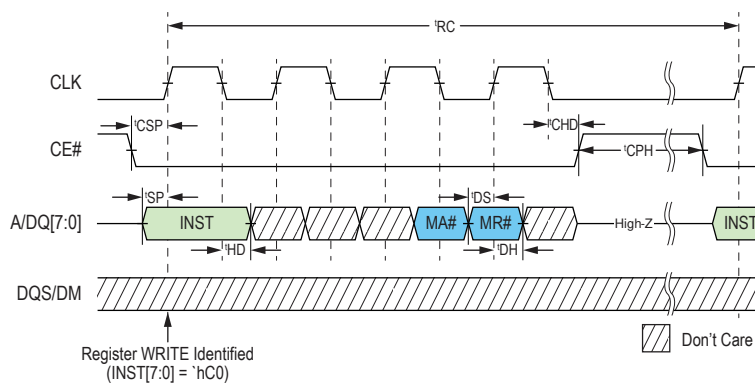 tRC
CLK
tCSP
tCHD
CE#
tCPH
tSP
tDS
A/DQ[7:0]
INST
MA#
MR#
High-Z
INST
tHD
tDH
DQS/DM
Register WRITE Identified
(INST[7:0] = `hC0)
Don't Care